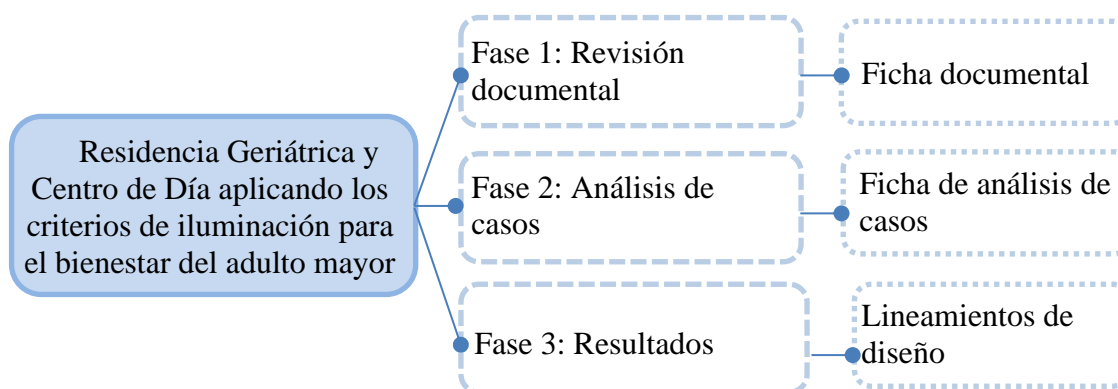 Residencia Geriátrica y
Centro de Día aplicando los
criterios de iluminación para
el bienestar del adulto mayor
Fase 1: Revisión
documental
Ficha documental
Fase 2: Análisis de
casos
Ficha de análisis de
casos
Fase 3: Resultados
Lineamientos de
diseño